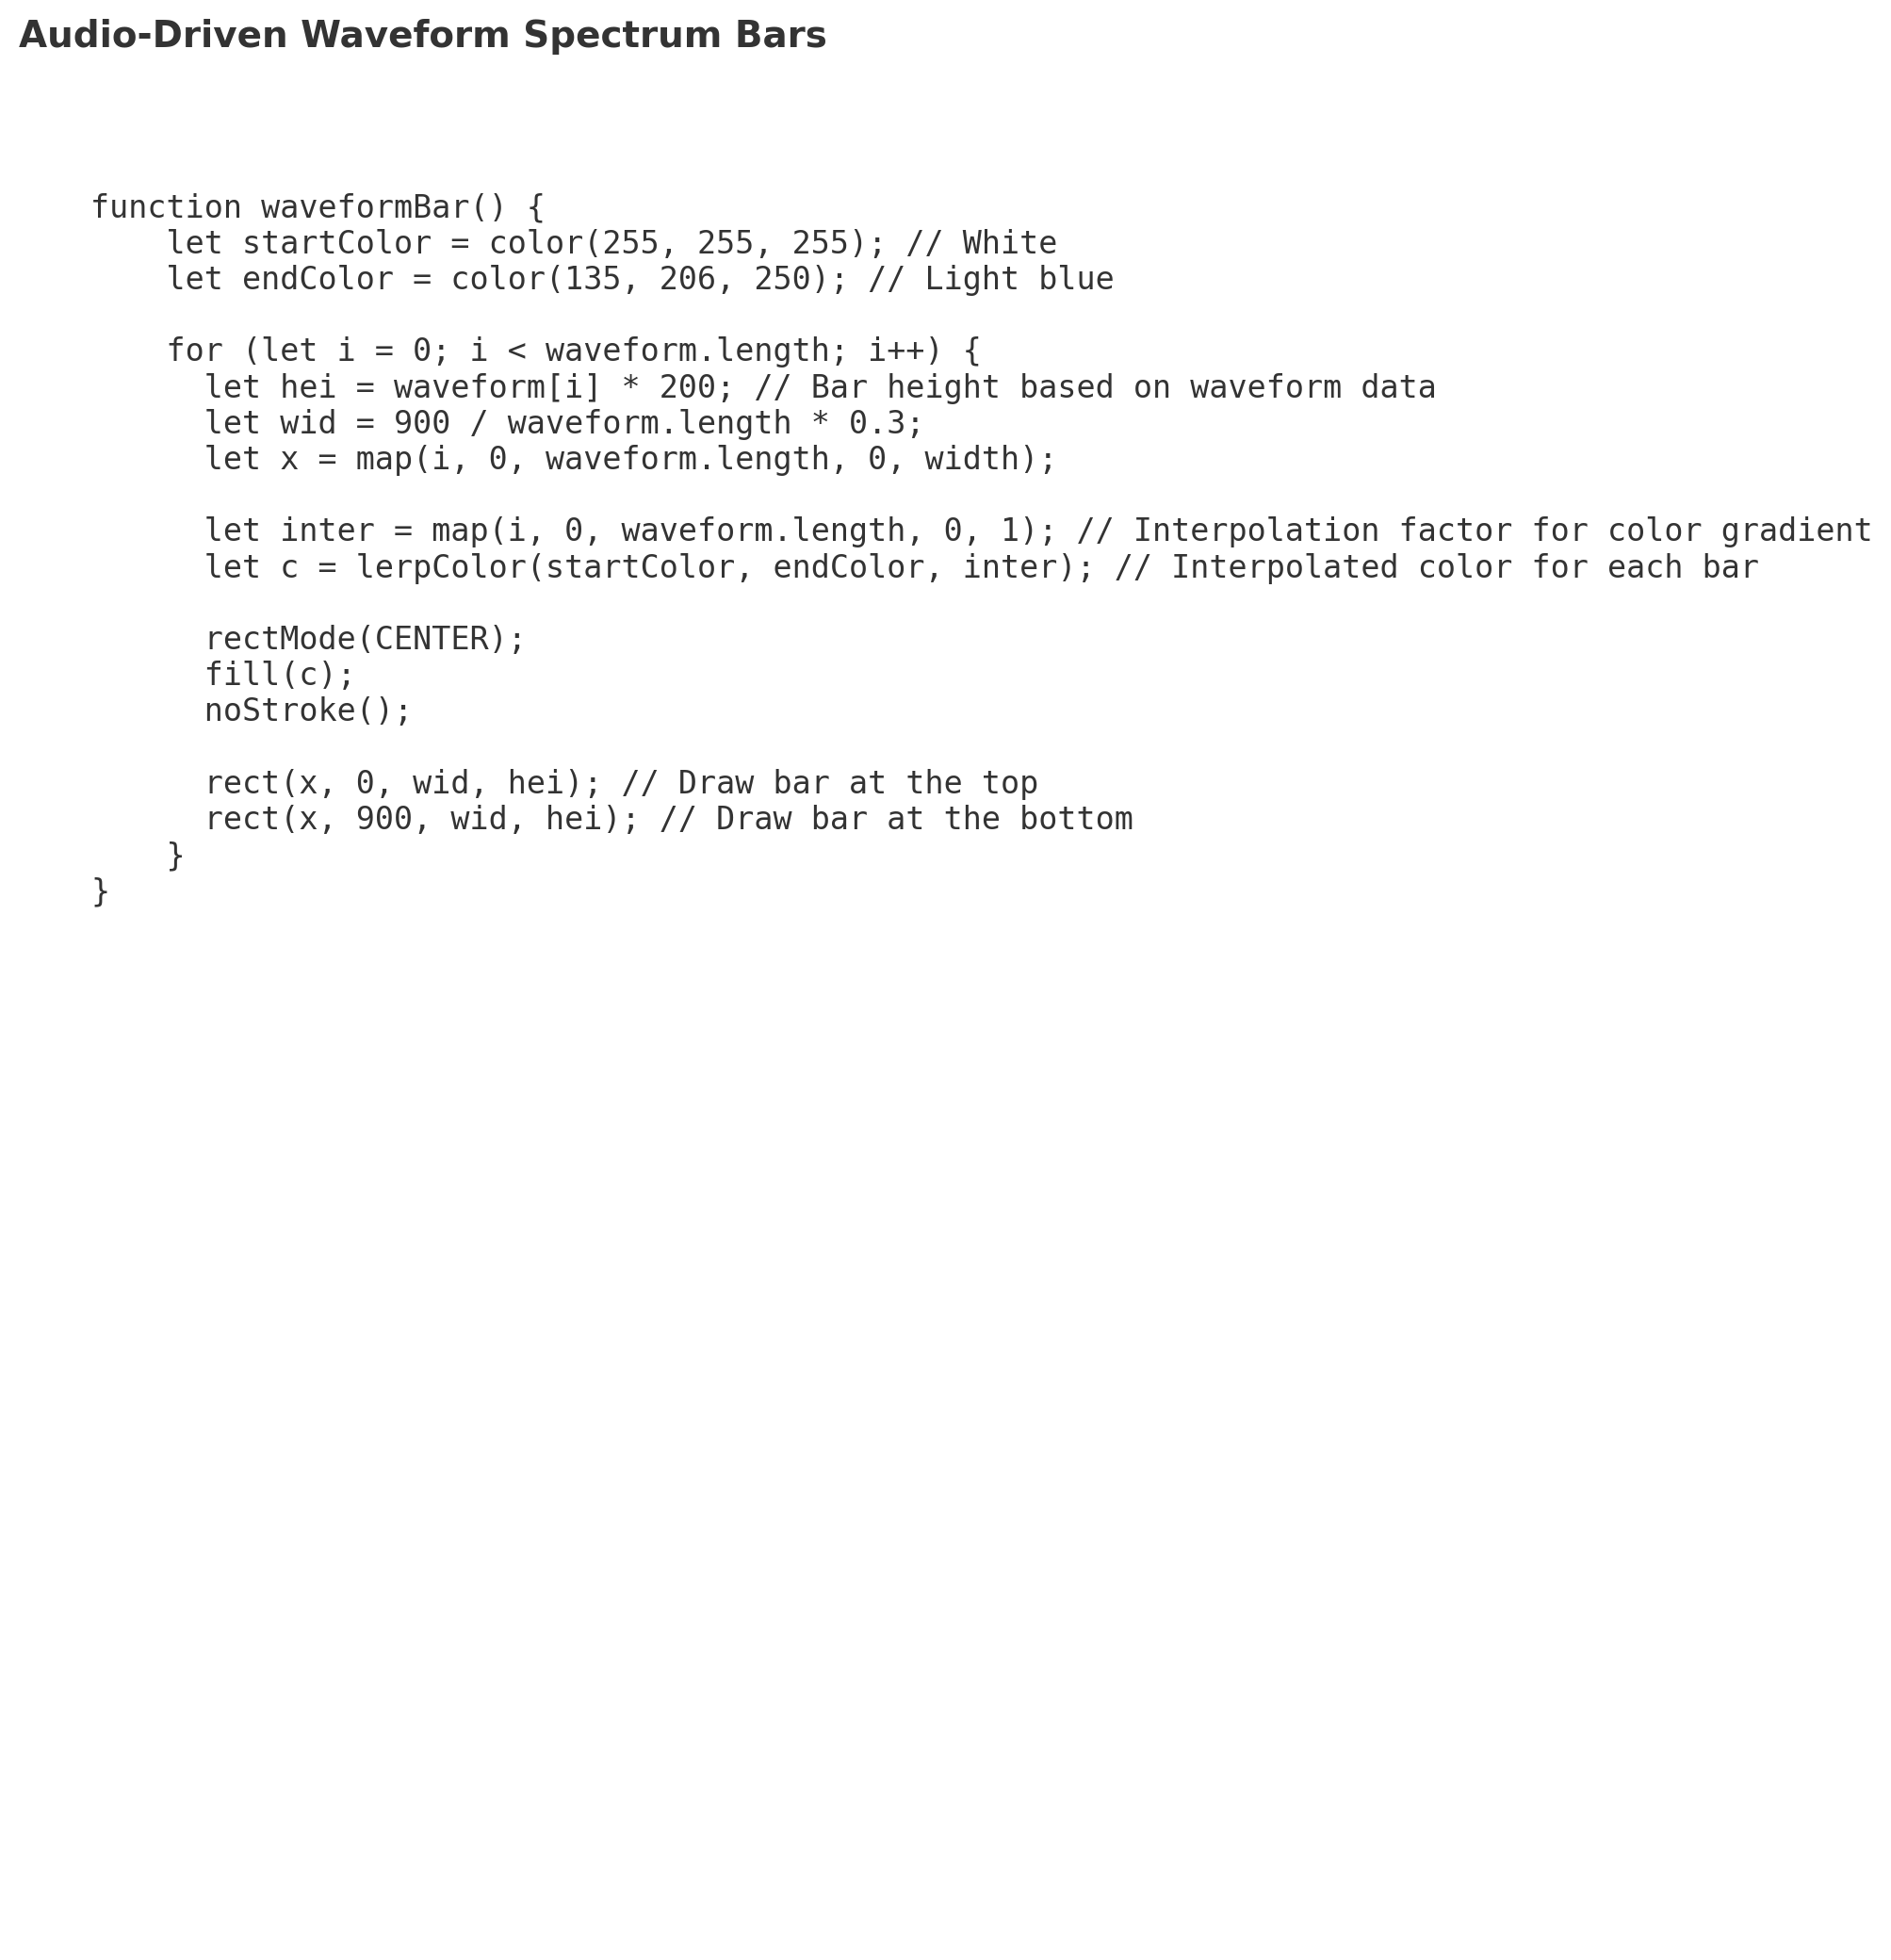 Audio-Driven Waveform Spectrum Bars
function waveformBar() {
    let startColor = color(255, 255, 255); // White
    let endColor = color(135, 206, 250); // Light blue

    for (let i = 0; i < waveform.length; i++) {
      let hei = waveform[i] * 200; // Bar height based on waveform data
      let wid = 900 / waveform.length * 0.3;
      let x = map(i, 0, waveform.length, 0, width);

      let inter = map(i, 0, waveform.length, 0, 1); // Interpolation factor for color gradient
      let c = lerpColor(startColor, endColor, inter); // Interpolated color for each bar

      rectMode(CENTER);
      fill(c);
      noStroke();

      rect(x, 0, wid, hei); // Draw bar at the top
      rect(x, 900, wid, hei); // Draw bar at the bottom
    }
}